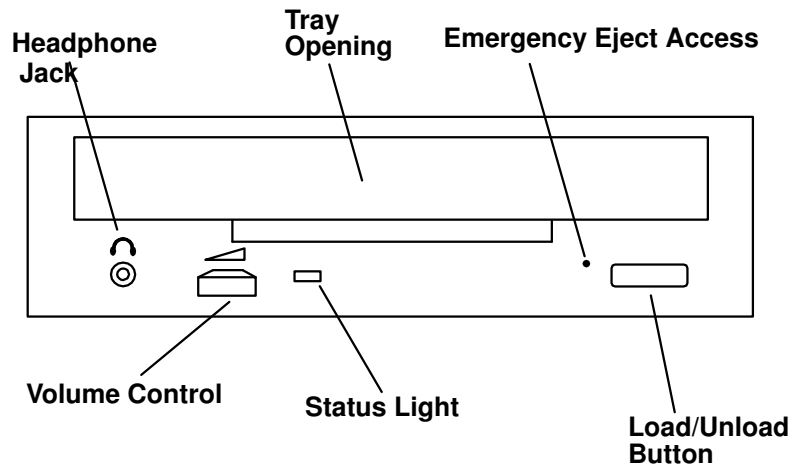 Headphone
Jack
Tray
Opening
Emergency Eject Access
Volume Control
Status Light
Load/Unload
Button